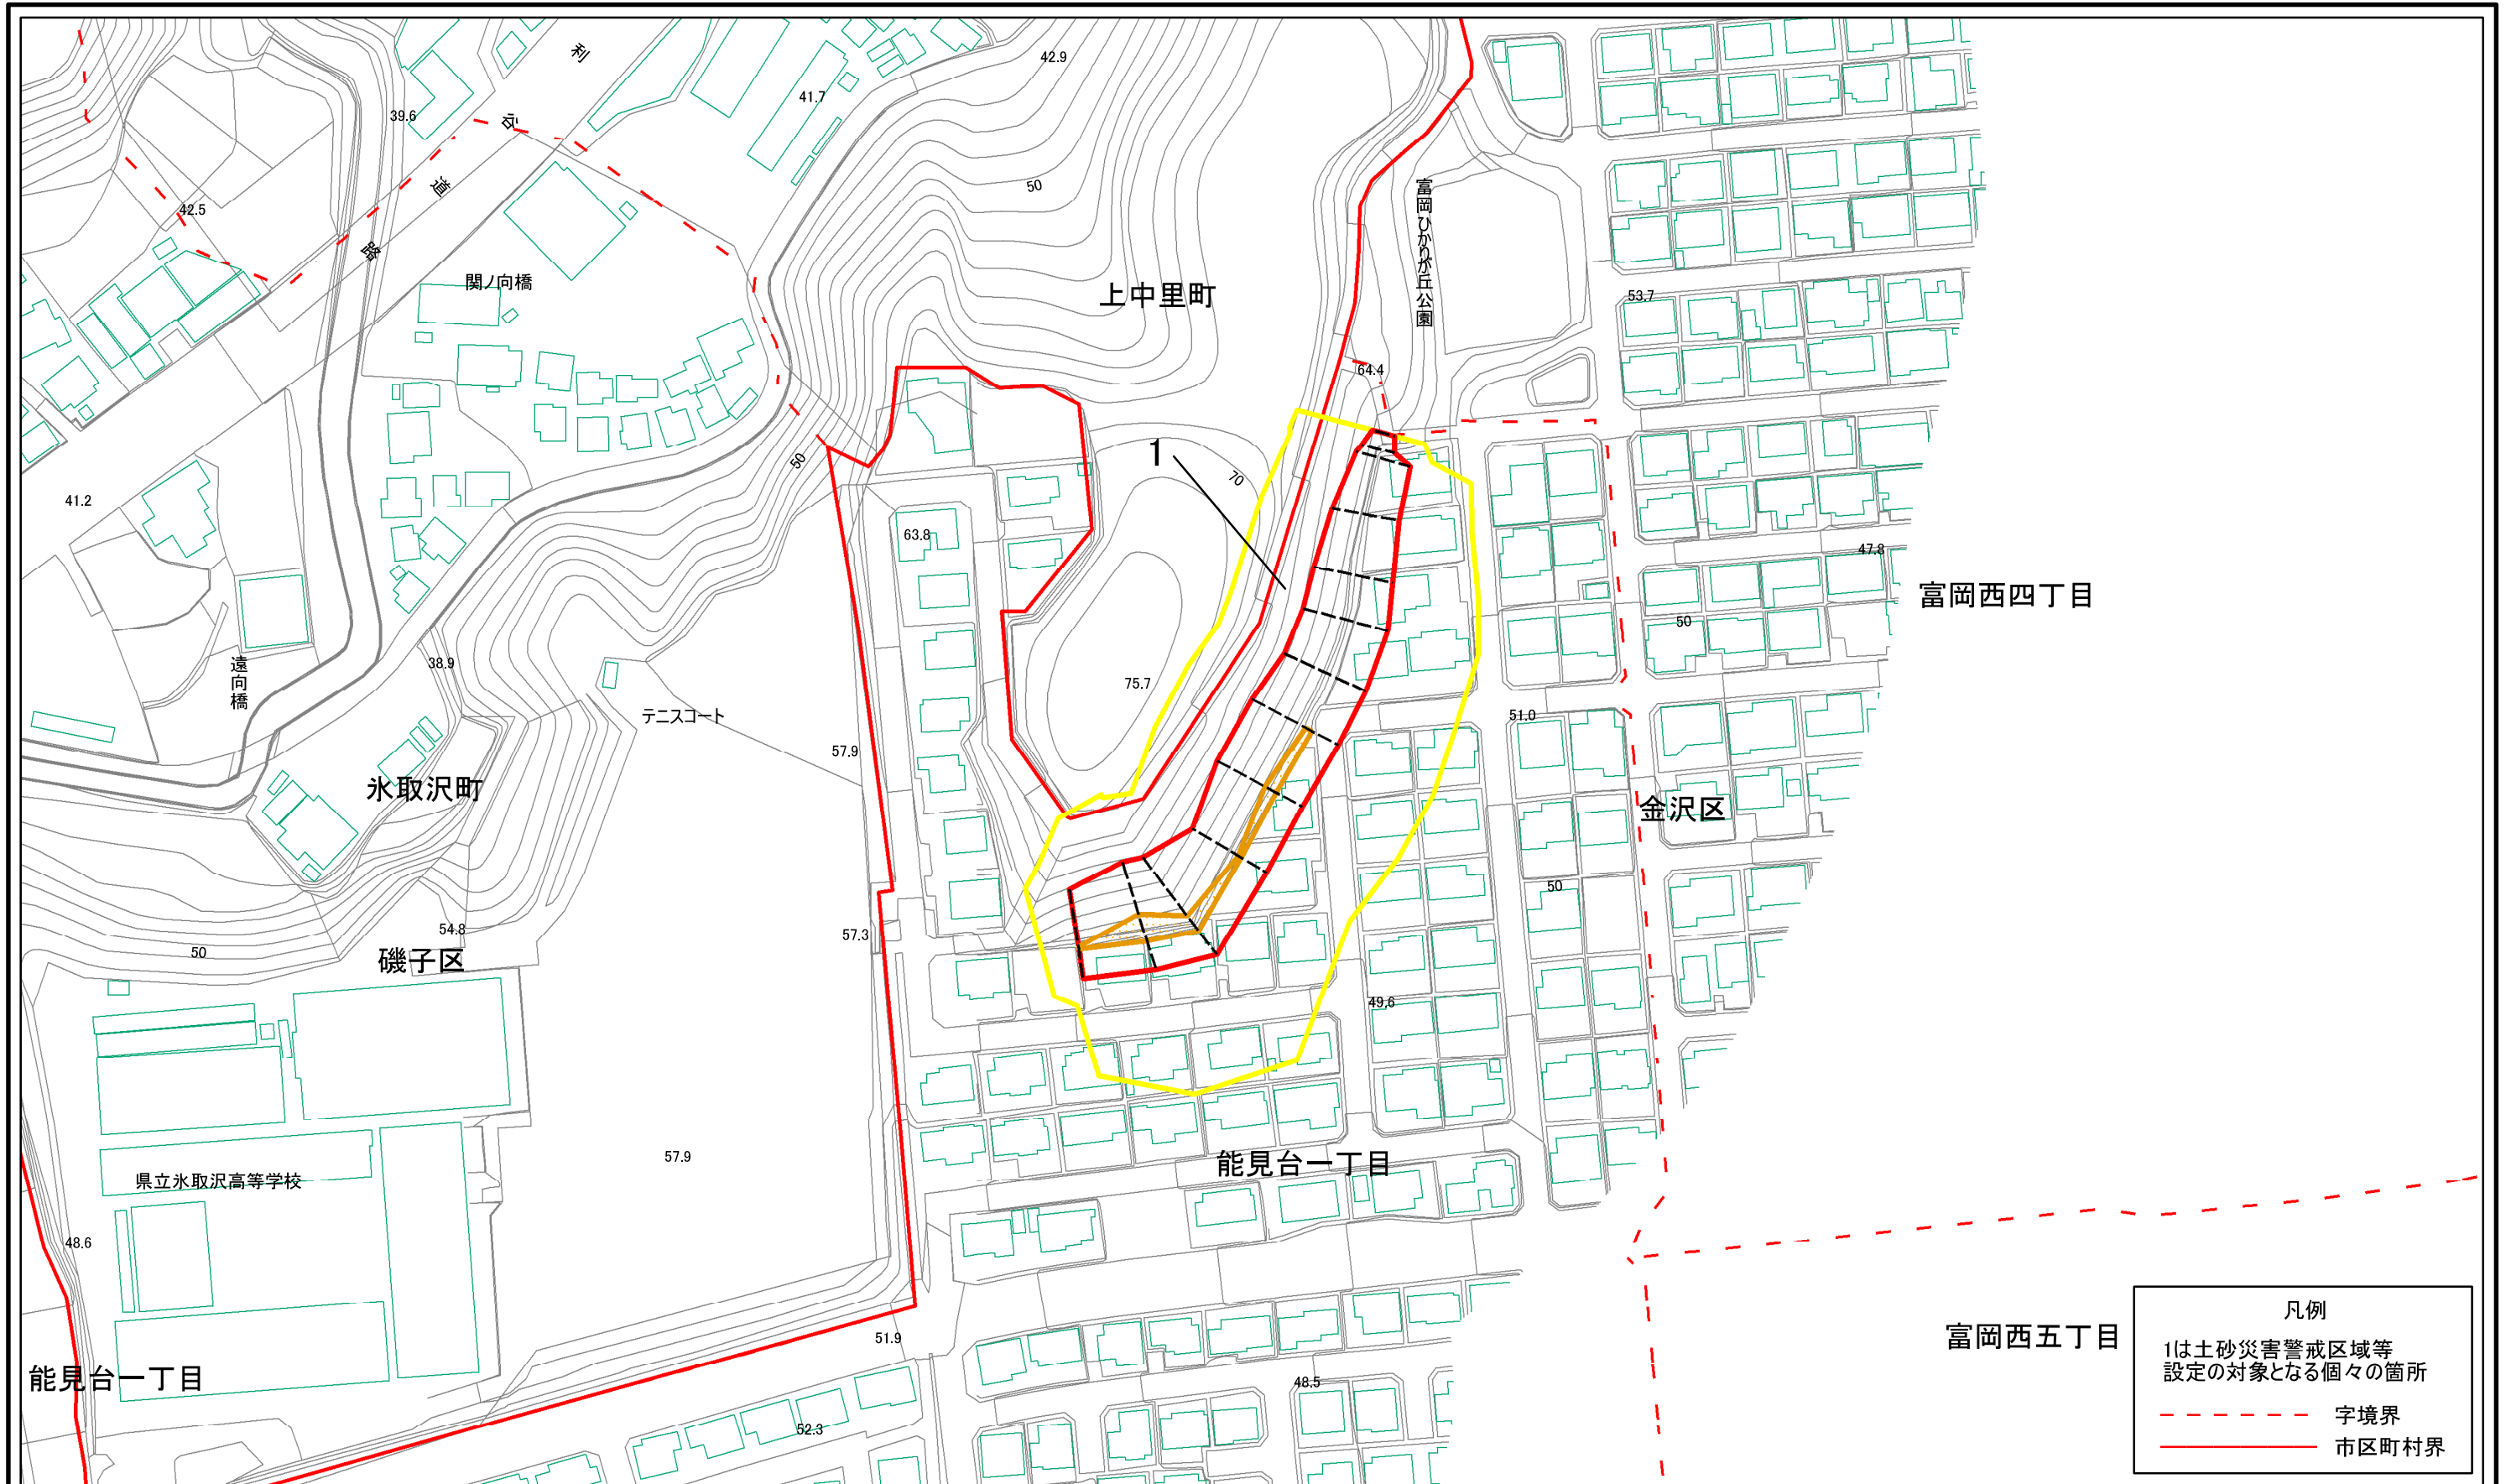 利
42.9
41.7
39.6
谷
道
42.5
50
路
富岡ひかりが丘公園
関ノ向橋
上中里町
53.7
64.4
1
50
70
41.2
63.8
47.8
富岡西四丁目
50
38.9
遠向橋
75.7
テニスコート
51.0
57.9
氷取沢町
金沢区
50
54.8
57.3
50
磯子区
49.6
57.9
能見台一丁目
県立氷取沢高等学校
48.6
凡例
51.9
富岡西五丁目
1は土砂災害警戒区域等
設定の対象となる個々の箇所
能見台一丁目
48.5
字境界
52.3
市区町村界